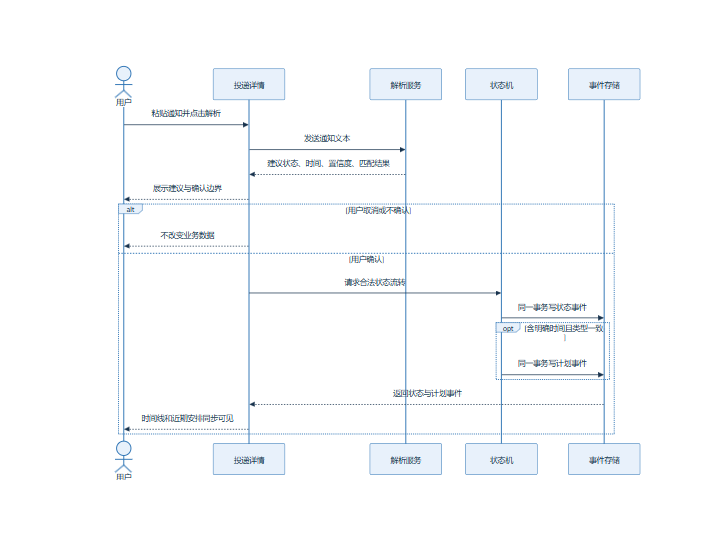 用户
投递详情
解析服务
状态机
事件存储
粘贴通知并点击解析
发送通知文本
建议状态、时间、置信度、匹配结果
展示建议与确认边界
alt
[用户取消或不确认]
不改变业务数据
[用户确认]
请求合法状态流转
同一事务写状态事件
opt
[含明确时间且类型一致
]
同一事务写计划事件
返回状态与计划事件
时间线和近期安排同步可见
用户
投递详情
解析服务
状态机
事件存储